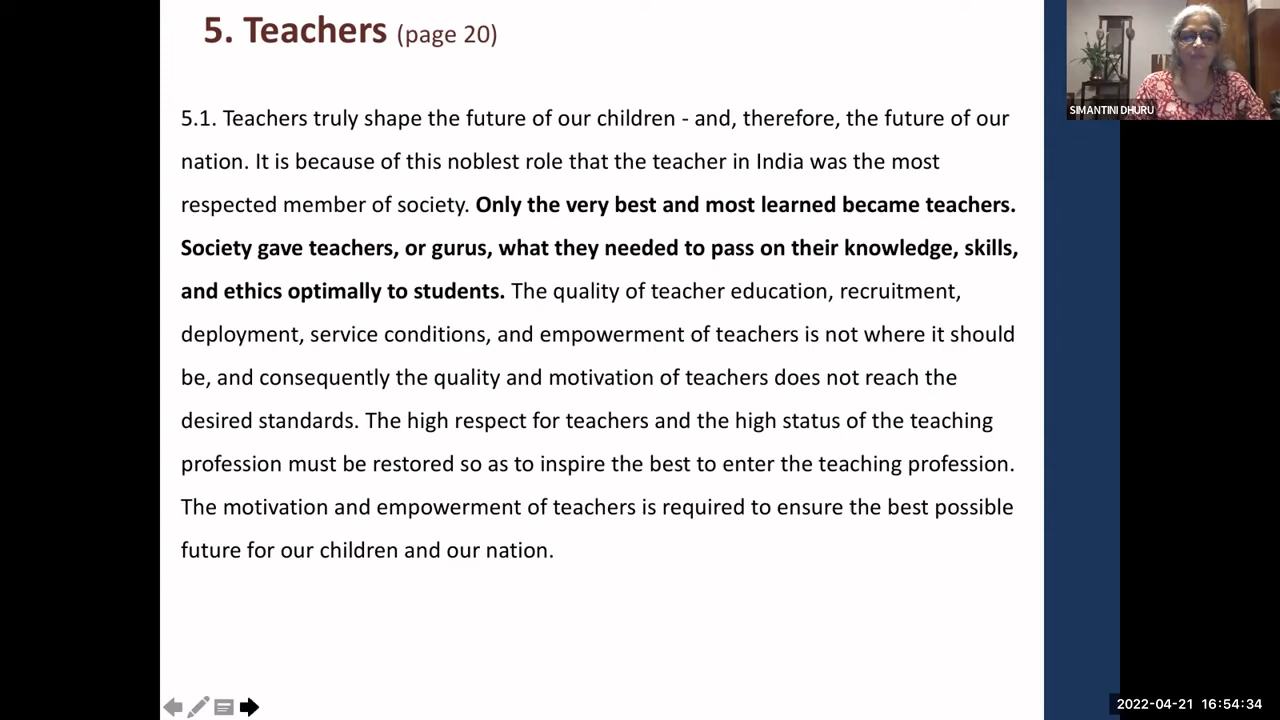 5. Teachers (page 20)
SIMANTINI DHURU
5.1. Teachers truly shape the future of our children - and, therefore, the future of our
nation. It is because of this noblest role that the teacher in India was the most
respected member of society. Only the very best and most learned became teachers.
Society gave teachers, or gurus, what they needed to pass on their knowledge, skills,
and ethics optimally to students. The quality of teacher education, recruitment,
deployment, service conditions, and empowerment of teachers is not where it should
be, and consequently the quality and motivation of teachers does not reach the
desired standards. The high respect for teachers and the high status of the teaching
profession must be restored so as to inspire the best to enter the teaching profession.
The motivation and empowerment of teachers is required to ensure the best possible
future for our children and our nation.
2022-04-21 16:54:34